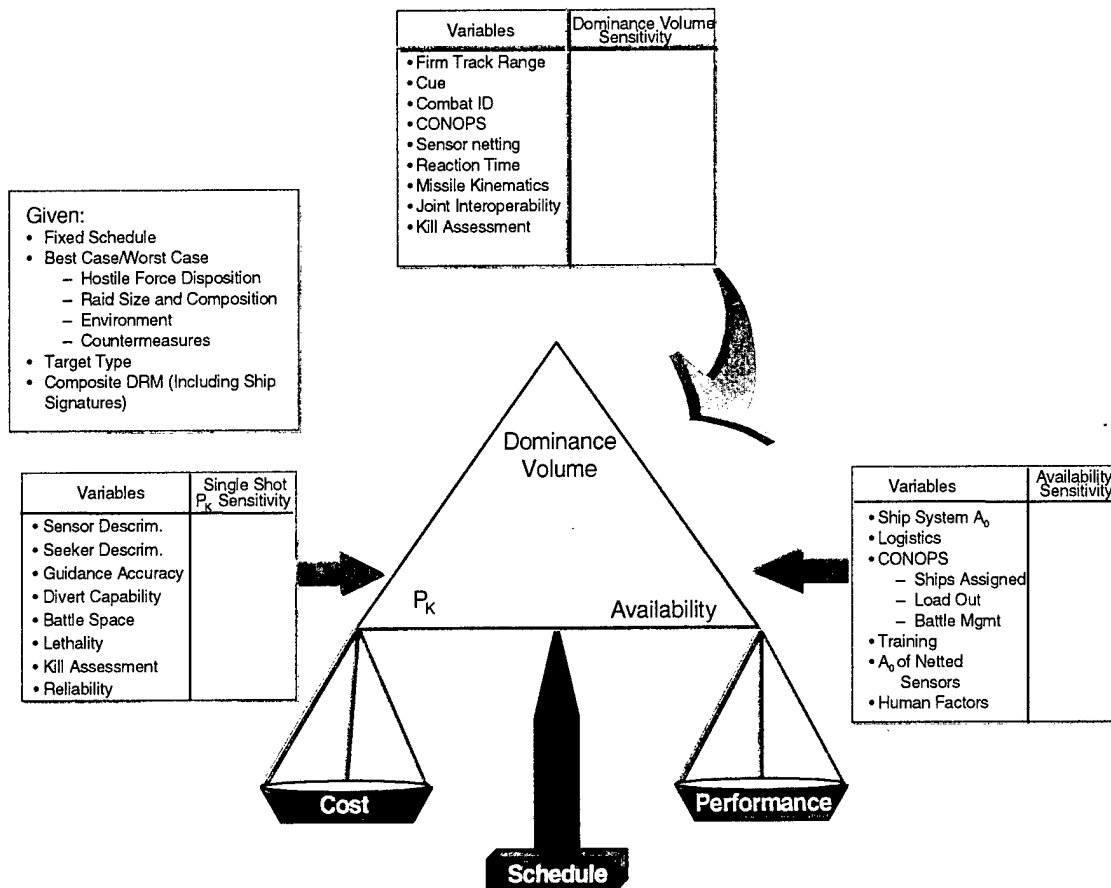 Variables
Dominance Volume
Sensitivity
• Firm Track Range
• Cue
• Combat ID
• CONOPS
• Sensor netting
• Reaction Time
• Missile Kinematics
• Joint Interoperability
• Kill Assessment
Given:
• Fixed Schedule
• Best Case/Worst Case
– Hostile Force Disposition
– Raid Size and Composition
– Environment
– Countermeasures
• Target Type
• Composite DRM (Including Ship
Signatures)
Dominance
Volume
Variables
Single Shot
PK Sensitivity
• Sensor Descrim.
• Seeker Descrim.
• Guidance Accuracy
• Divert Capability
• Battle Space
• Lethality
• Kill Assessment
• Reliability
PK
Availability
Variables
Availability
Sensitivity
• Ship System A0
• Logistics
• CONOPS
– Ships Assigned
– Load Out
– Battle Mgmt
• Training
• A0 of Netted
Sensors
• Human Factors
Cost
Performance
Schedule